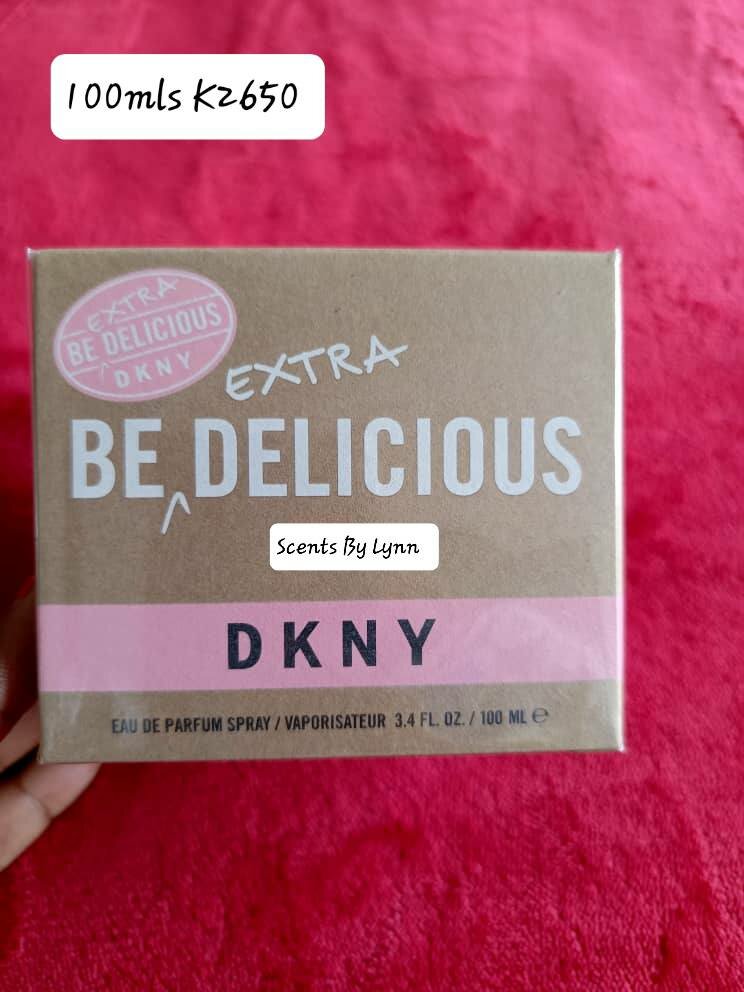 100mls K2650
EXTRA
BE DELICIOUS
DKNY
EXTRA
BE DELICIOUS
Scents By Lynn
DKNY
EAU DE PARFUM SPRAY / VAPORISATEUR 3.4 FL. OZ. / 100 ML ℮